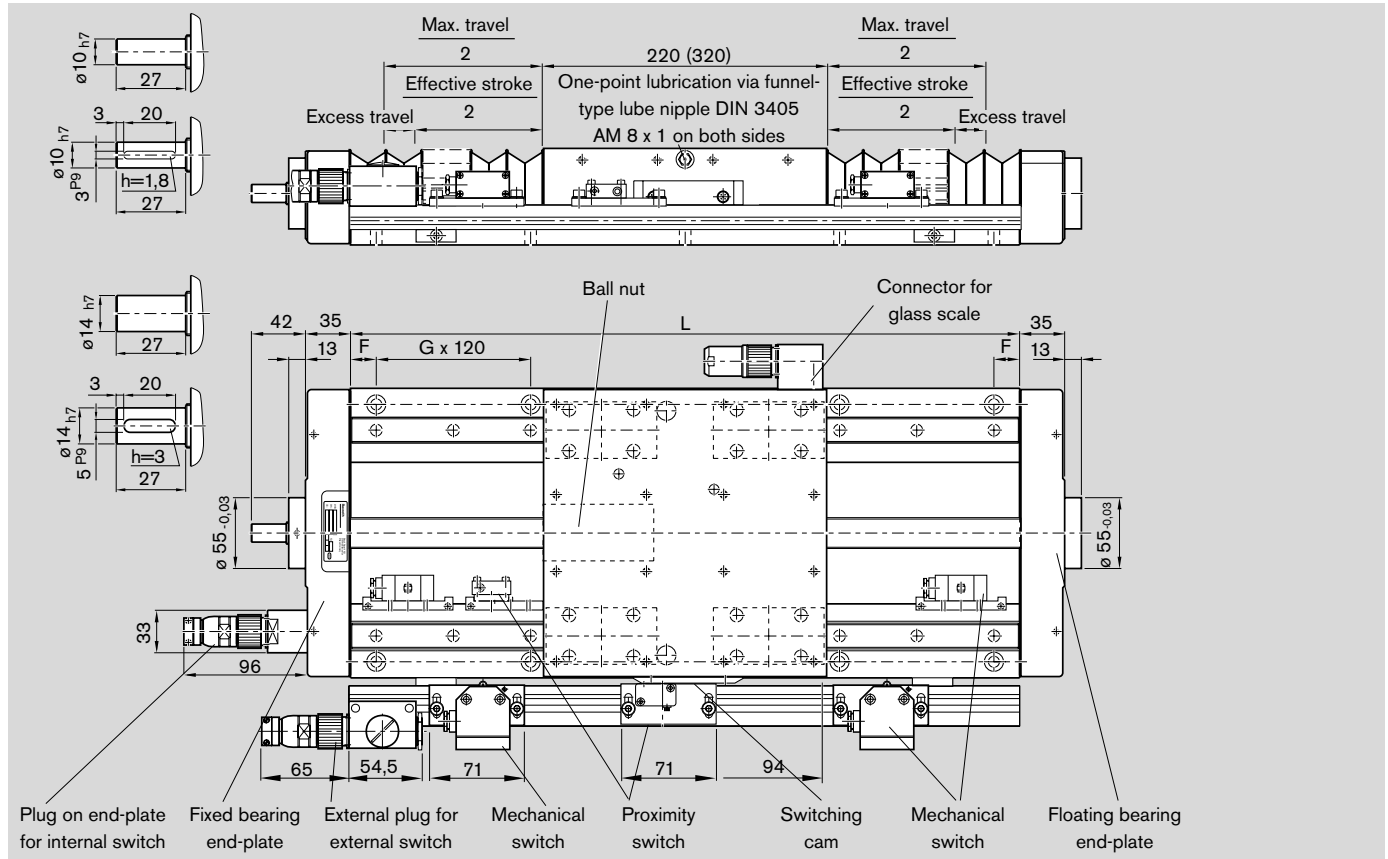 Max. travel
2
220 (320)
Max. travel
2
Effective stroke
2
One-point lubrication via funnel-
type lube nipple DIN 3405
AM 8 x 1 on both sides
Effective stroke
2
Excess travel
Excess travel
ø10 h7
27
3
20
ø10 h7
3 P9
h=1,8
27
ø14 h7
27
3
20
ø14 h7
5 P9
h=3
27
Ball nut
Connector for
glass scale
42
35
L
35
13
F
G x 120
F
13
ø 55 -0,03
ø 55 -0,03
33
96
65
54,5
71
71
94
Plug on end-plate
for internal switch
Fixed bearing
end-plate
External plug for
external switch
Mechanical
switch
Proximity
switch
Switching
cam
Mechanical
switch
Floating bearing
end-plate